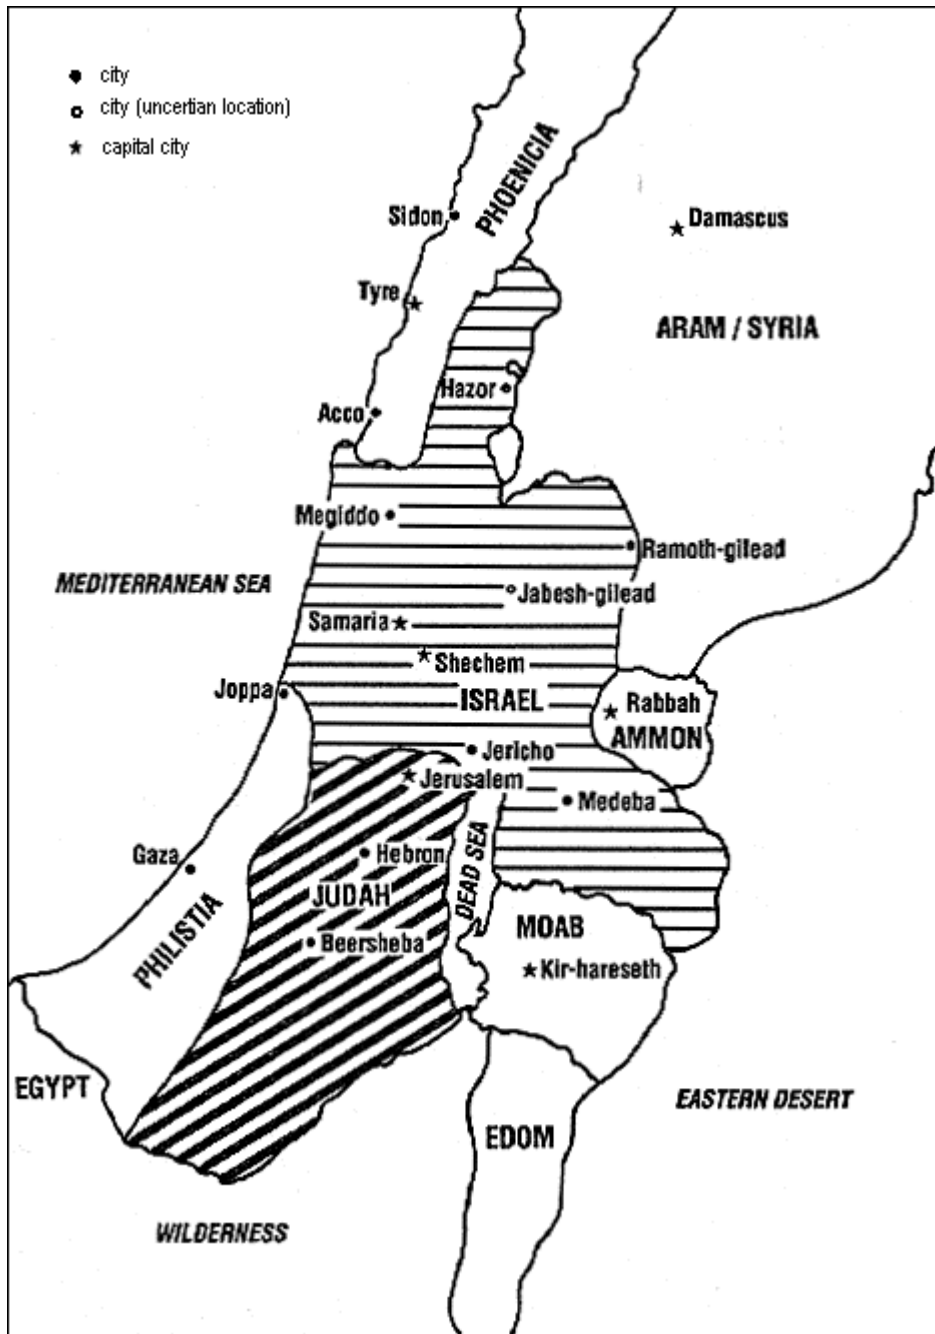 city
city (uncertian location)
capital city
PHOENICIA
Sidon
Damascus
Tyre
ARAM / SYRIA
Hazor
Acco
Megiddo
Ramoth-gilead
MEDITERRANEAN SEA
Jabesh-gilead
Samaria
Shechem
Joppa
ISRAEL
Rabbah
AMMON
Jericho
Jerusalem
Medeba
Gaza
Hebron
DEAD SEA
JUDAH
PHILISTIA
MOAB
Beersheba
Kir-hareseth
EGYPT
EASTERN DESERT
EDOM
WILDERNESS